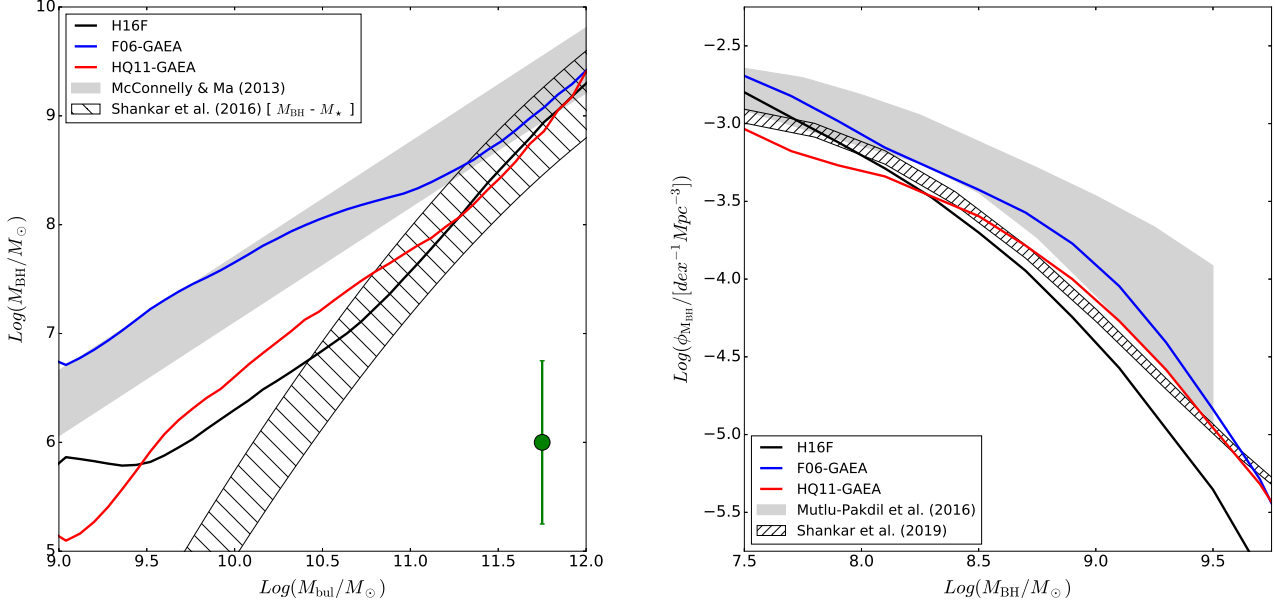 10
9
8
7
6
5
Log(M_BH/M_⊙)
H16F
F06-GAEA
HQ11-GAEA
McConnelly & Ma (2013)
Shankar et al. (2016) [ M_BH - M_⋆ ]
9.0 9.5 10.0 10.5 11.0 11.5 12.0
Log(M_bul/M_⊙)
−2.5
−3.0
−3.5
−4.0
−4.5
−5.0
−5.5
Log(ϕ_M_BH/[dex^−1 Mpc^−3])
H16F
F06-GAEA
HQ11-GAEA
Mutlu-Pakdil et al. (2016)
Shankar et al. (2019)
7.5 8.0 8.5 9.0 9.5
Log(M_BH/M_⊙)